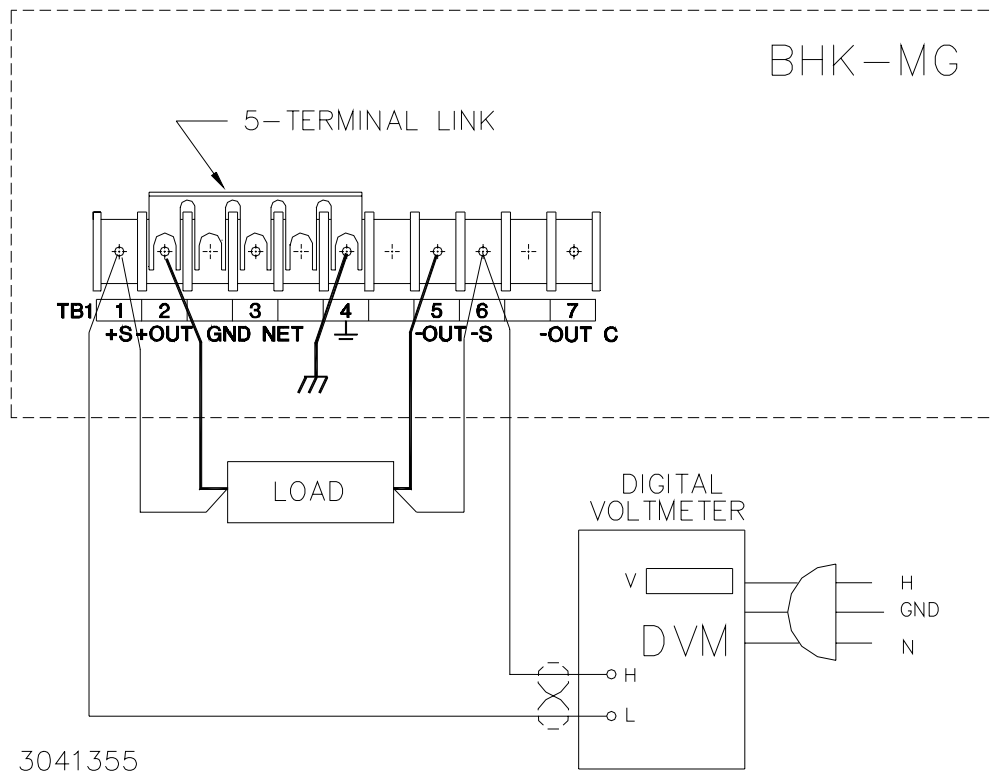 BHK-MG
5-TERMINAL LINK
TB1 1 2 3 4 5 6 7
+S +OUT GND NET -OUT -S -OUT C
LOAD
DIGITAL
VOLTMETER
V
DVM
H
GND
N
H
L
3041355